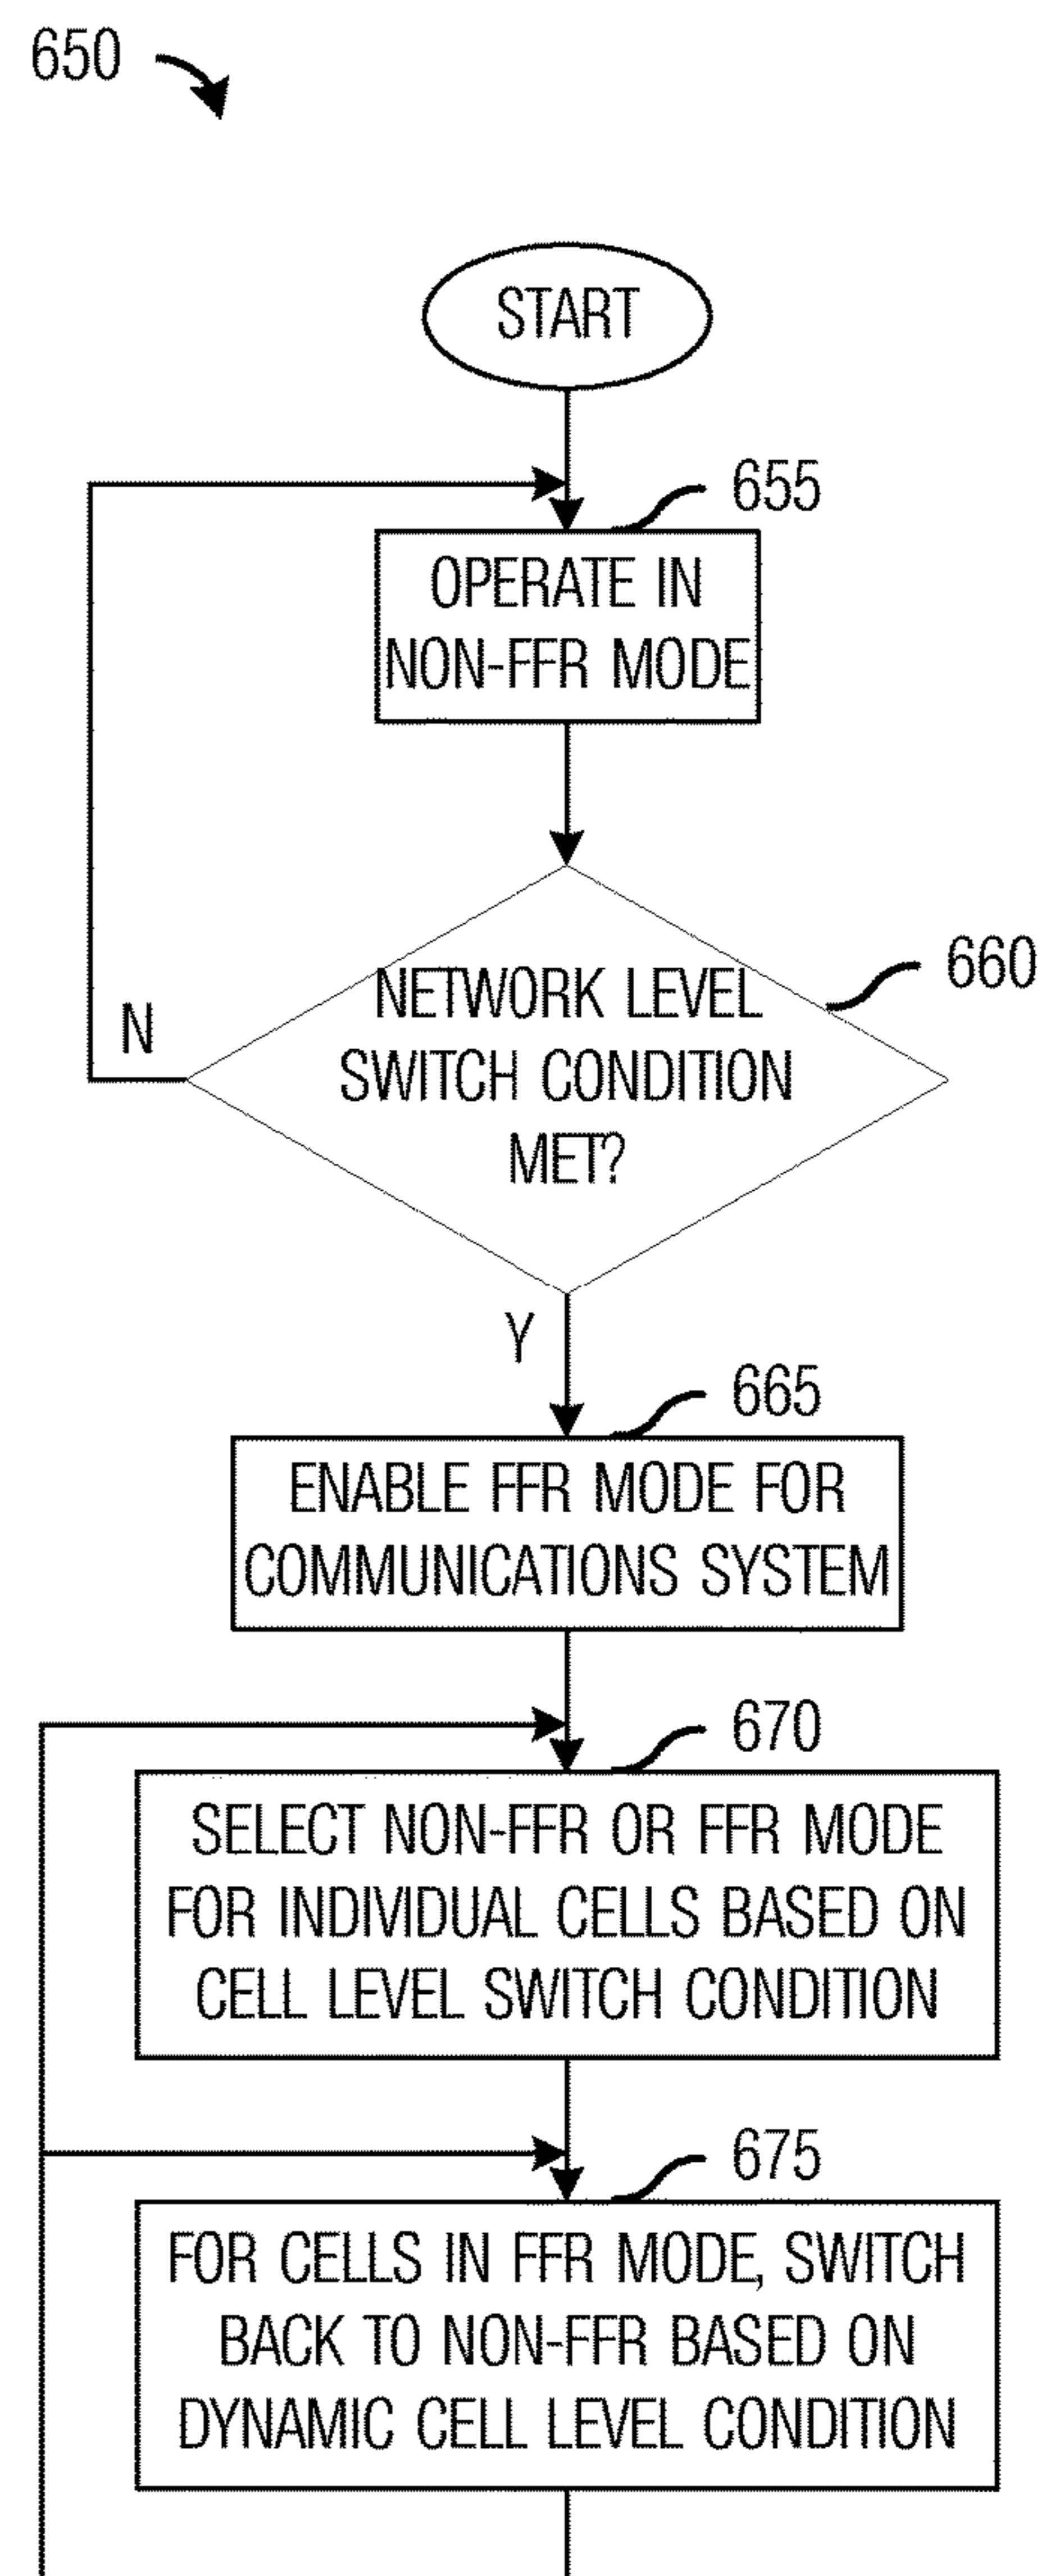 650
START
655
OPERATE IN
NON-FFR MODE
660
NETWORK LEVEL
SWITCH CONDITION
MET?
N
Y
665
ENABLE FFR MODE FOR
COMMUNICATIONS SYSTEM
670
SELECT NON-FFR OR FFR MODE
FOR INDIVIDUAL CELLS BASED ON
CELL LEVEL SWITCH CONDITION
675
FOR CELLS IN FFR MODE, SWITCH
BACK TO NON-FFR BASED ON
DYNAMIC CELL LEVEL CONDITION